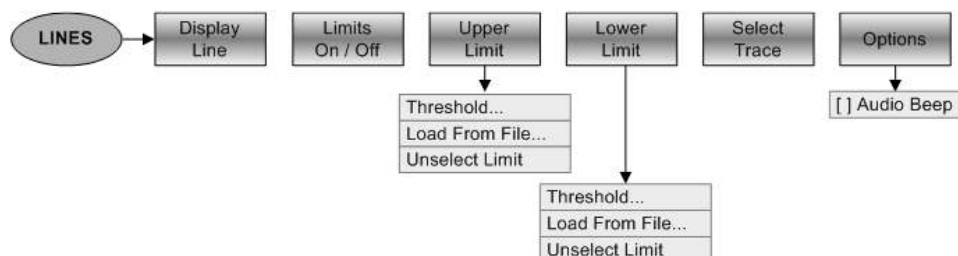 LINES
Display
Line
Limits
On / Off
Upper
Limit
Lower
Limit
Select
Trace
Options
Threshold...
Load From File...
Unselect Limit
[ ] Audio Beep
Threshold...
Load From File...
Unselect Limit